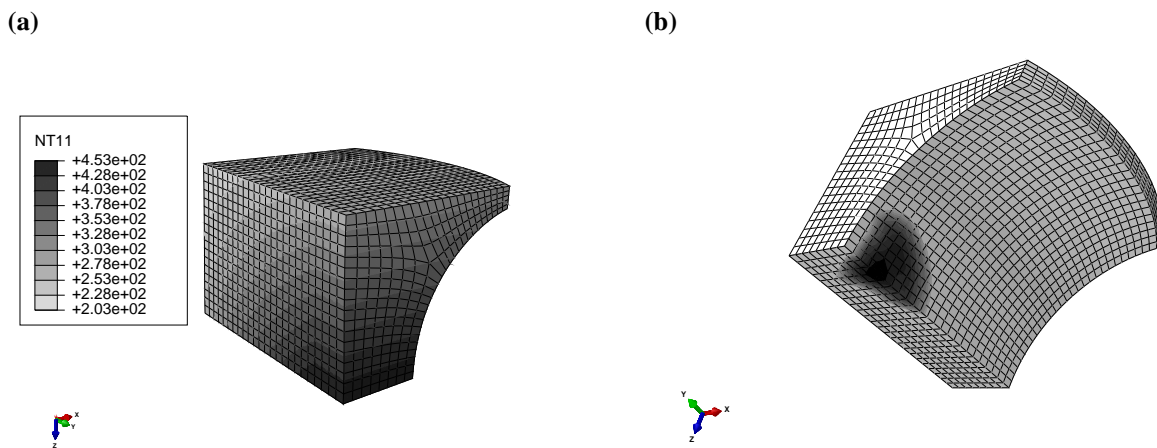 (a)
(b)
NT11
+4.53e+02
+4.28e+02
+4.03e+02
+3.78e+02
+3.53e+02
+3.28e+02
+3.03e+02
+2.78e+02
+2.53e+02
+2.28e+02
+2.03e+02
X
Y
Z
Y
X
Z